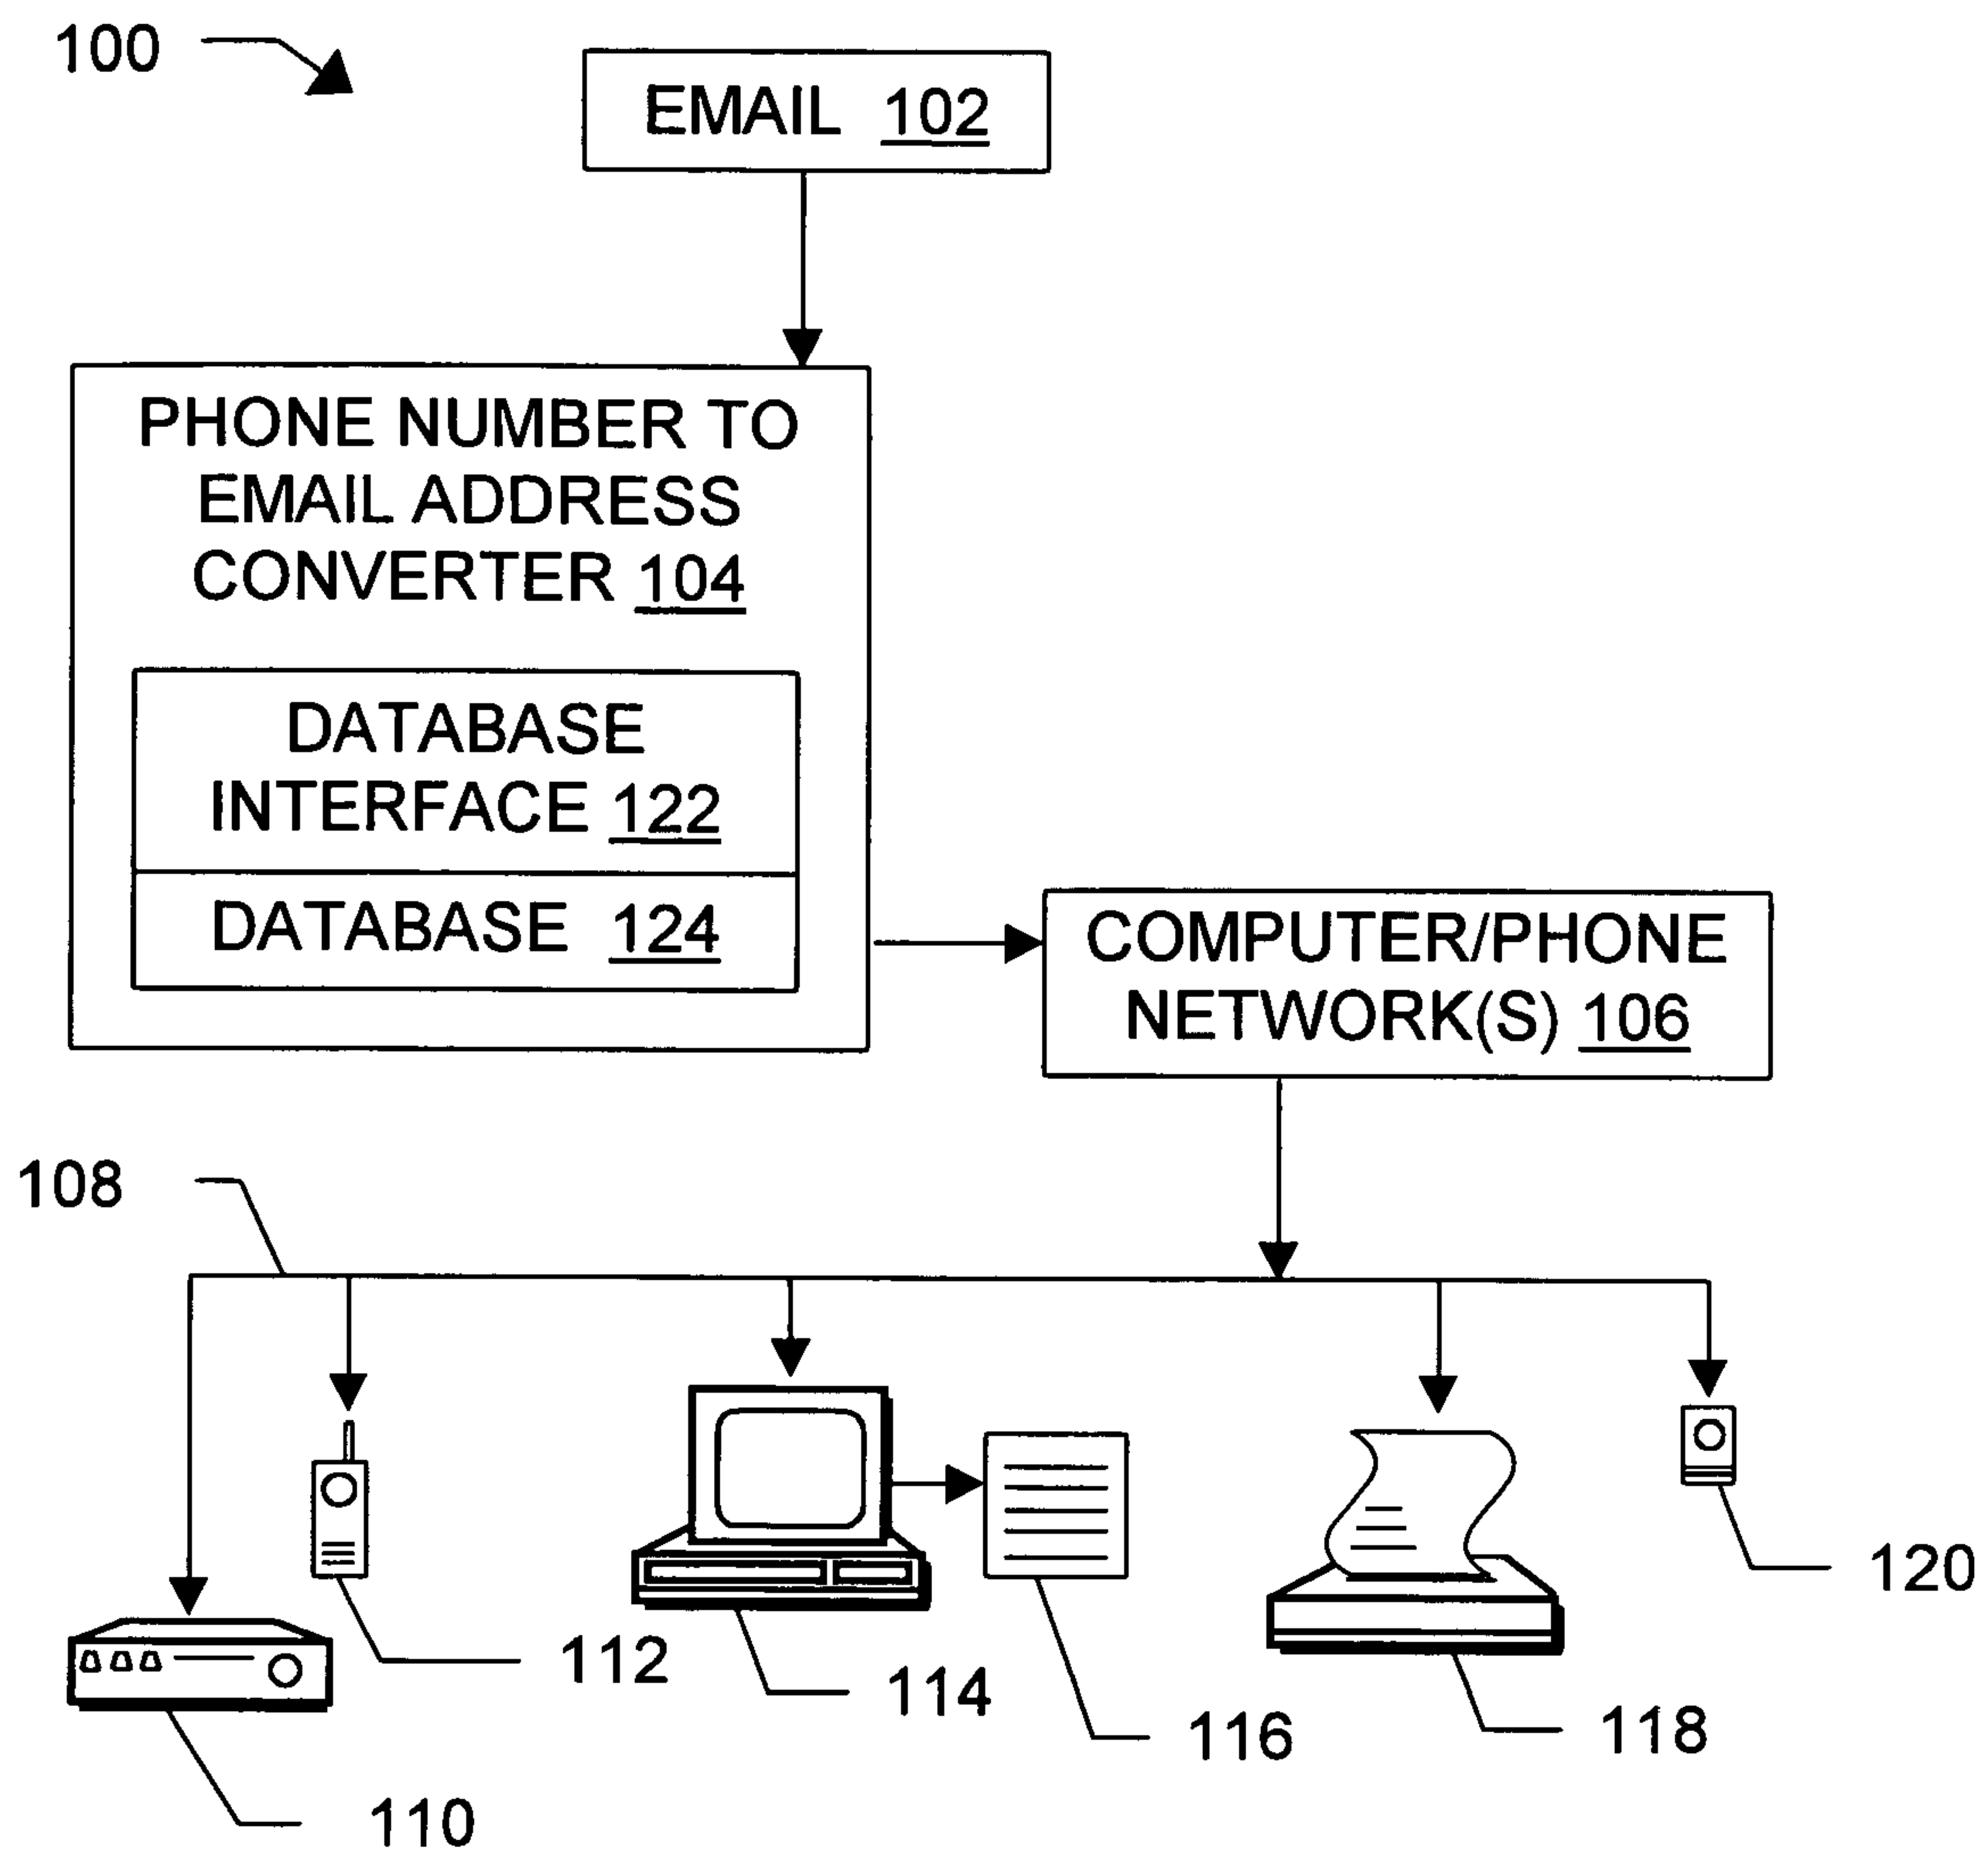 100
EMAIL 102
PHONE NUMBER TO
EMAIL ADDRESS
CONVERTER 104
DATABASE
INTERFACE 122
DATABASE 124
COMPUTER/PHONE
NETWORK(S) 106
108
120
112
114
116
118
110